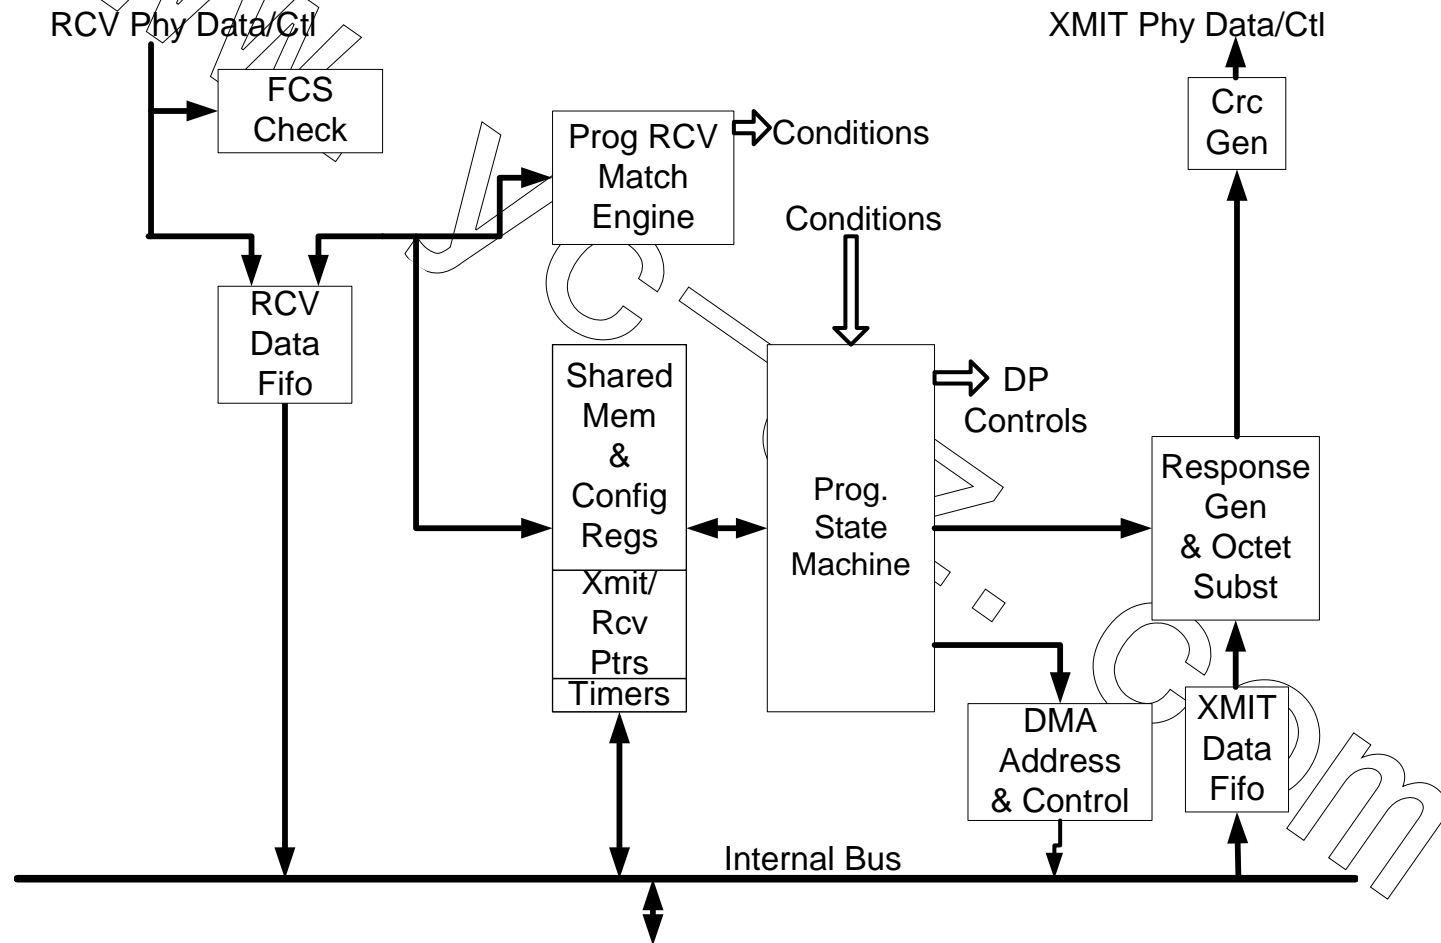 RCV Phy Data/Ctl
XMIT Phy Data/Ctl
FCS
Check
Prog RCV
Match
Engine
Conditions
Crc
Gen
Conditions
RCV
Data
Fifo
Shared
Mem
&
Config
Regs
Xmit/
Rcv
Ptrs
Timers
Prog.
State
Machine
DP
Controls
Response
Gen
& Octet
Subst
DMA
Address
& Control
XMIT
Data
Fifo
Internal Bus